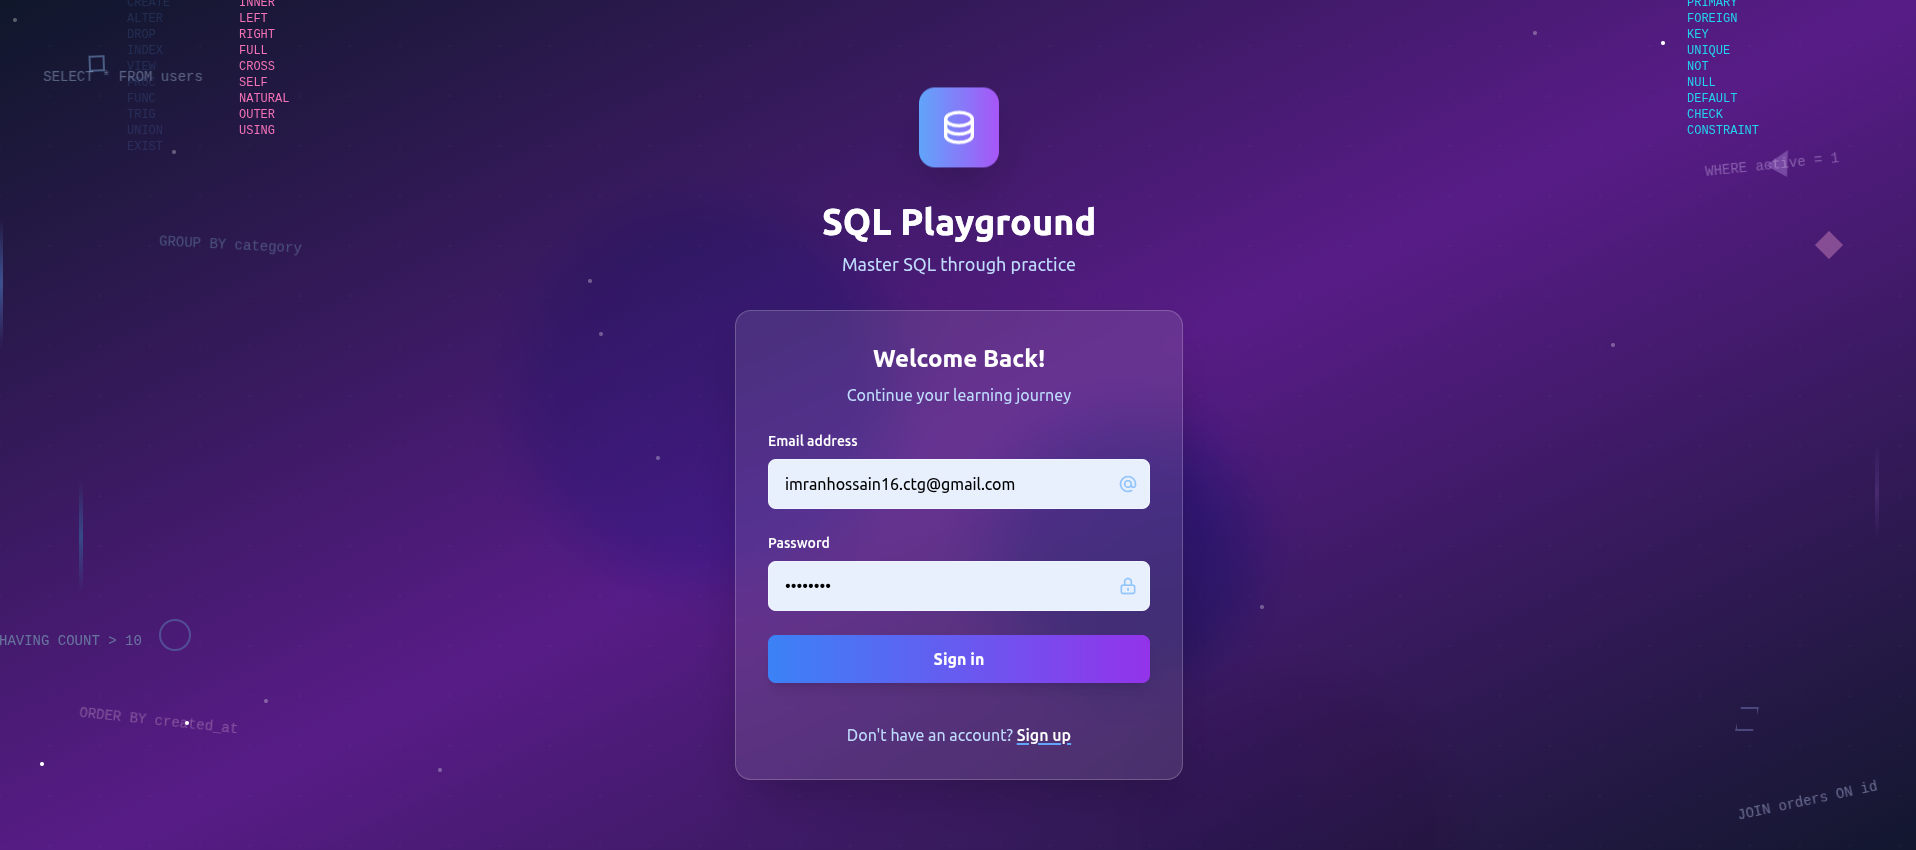 CREATE
ALTER
DROP
INDEX
VIEW
PROC
FUNC
TRIG
UNION
EXIST
INNER
LEFT
RIGHT
FULL
CROSS
SELF
NATURAL
OUTER
USING
SELECT * FROM users
GROUP BY category
HAVING COUNT > 10
ORDER BY created_at
SQL Playground
Master SQL through practice
Welcome Back!
Continue your learning journey
Email address
imranhossain16.ctg@gmail.com
Password
••••••••
Sign in
Don't have an account? Sign up
PRIMARY
FOREIGN
KEY
UNIQUE
NOT
NULL
DEFAULT
CHECK
CONSTRAINT
WHERE active = 1
JOIN orders ON id